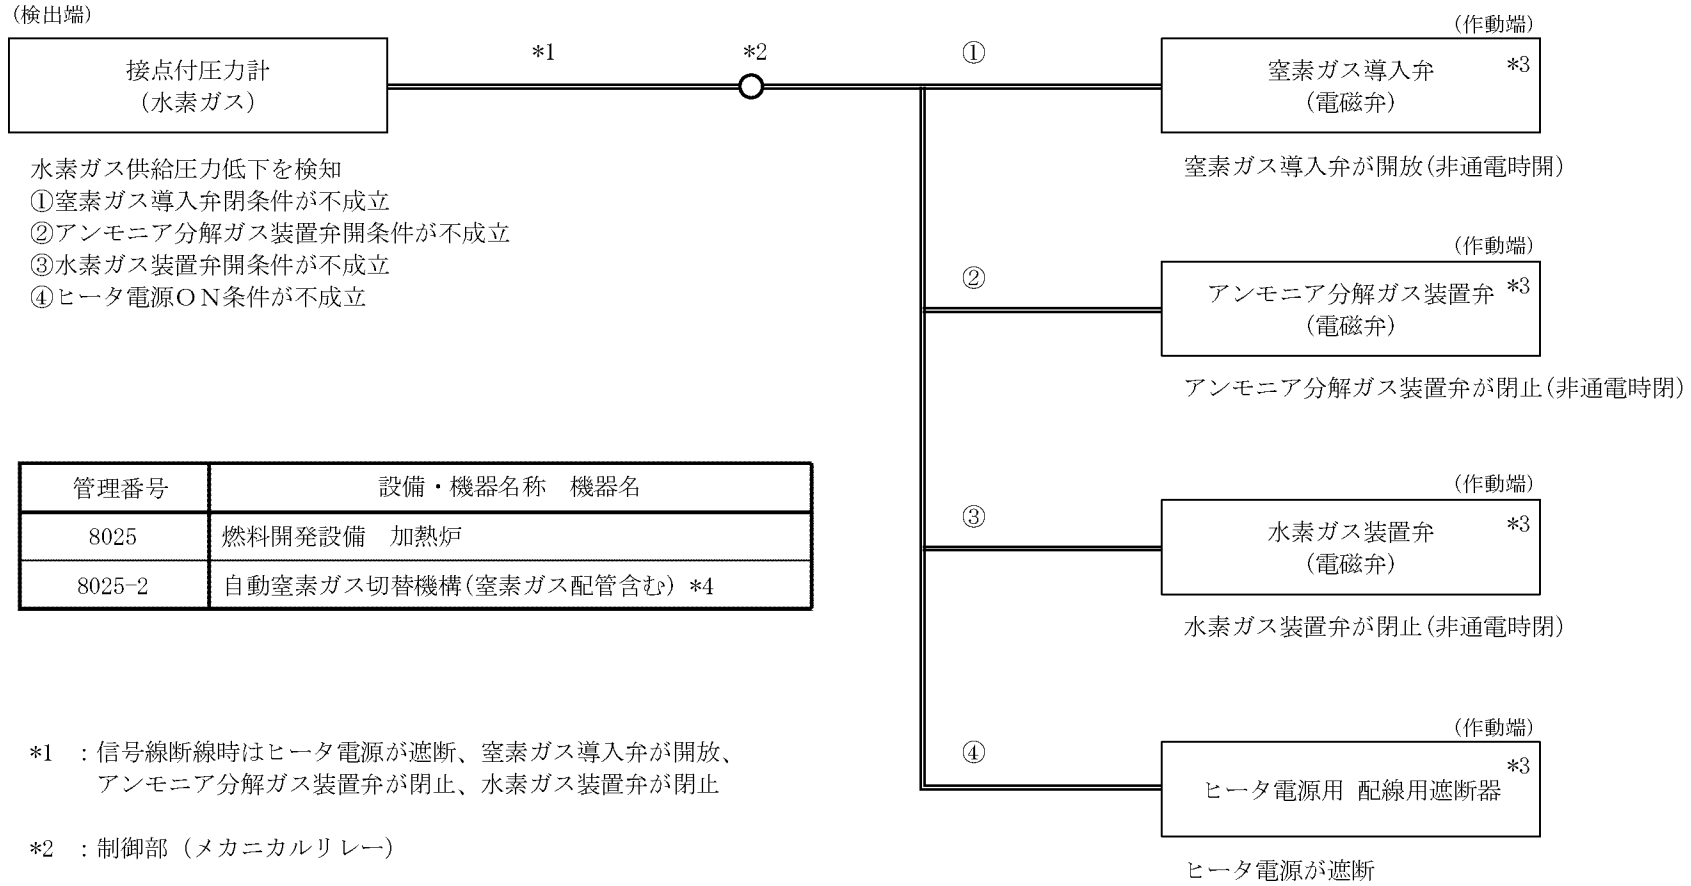 (検出端)
接点付圧力計
(水素ガス)
*1
*2
水素ガス供給圧力低下を検知
①窒素ガス導入弁閉条件が不成立
②アンモニア分解ガス装置弁開条件が不成立
③水素ガス装置弁開条件が不成立
④ヒータ電源ON条件が不成立
①
(作動端)
窒素ガス導入弁 *3
(電磁弁)
窒素ガス導入弁が開放(非通電時開)
②
(作動端)
アンモニア分解ガス装置弁 *3
(電磁弁)
アンモニア分解ガス装置弁が閉止(非通電時閉)
③
(作動端)
水素ガス装置弁 *3
(電磁弁)
水素ガス装置弁が閉止(非通電時閉)
④
(作動端)
*3
ヒータ電源用 配線用遮断器
ヒータ電源が遮断
管理番号 設備・機器名称 機器名
8025 燃料開発設備 加熱炉
8025-2 自動窒素ガス切替機構(窒素ガス配管含む) *4
*1 :信号線断線時はヒータ電源が遮断、窒素ガス導入弁が開放、
アンモニア分解ガス装置弁が閉止、水素ガス装置弁が閉止
*2 :制御部(メカニカルリレー)